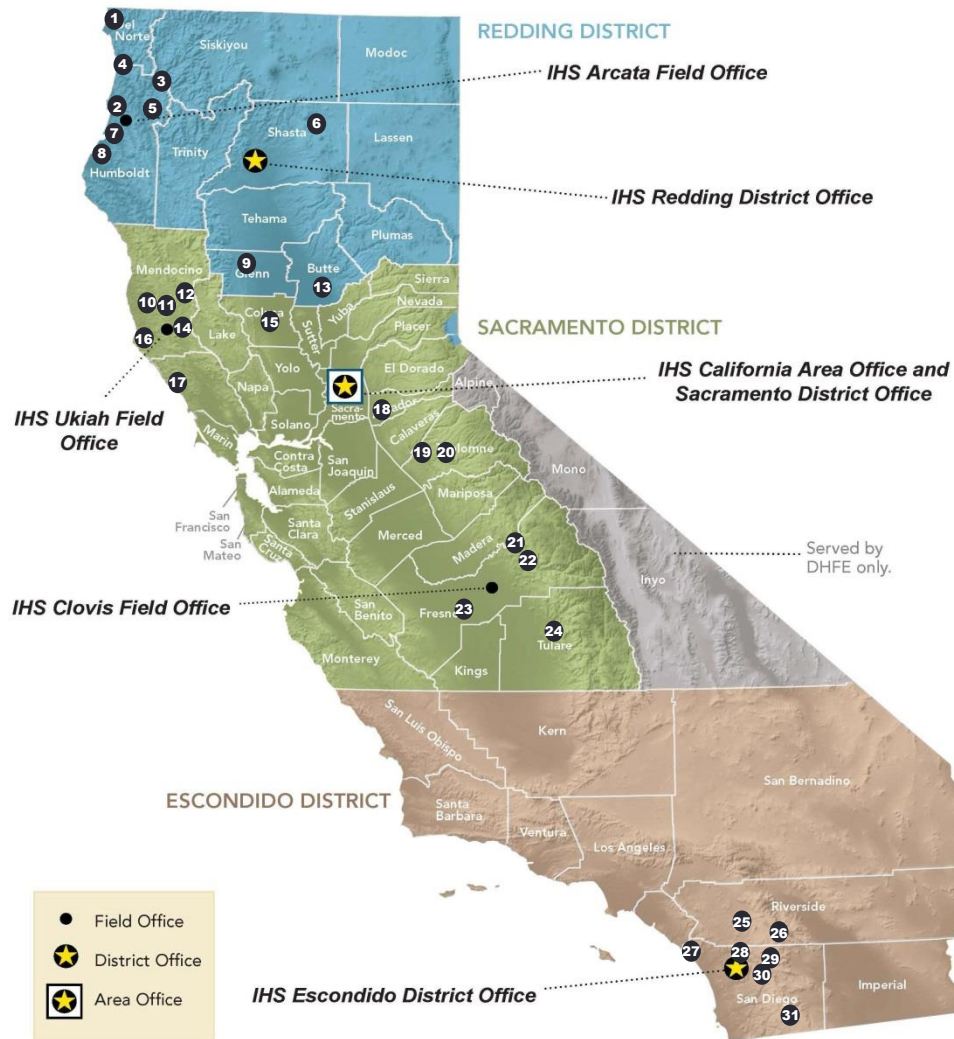 1
el
Norte
Siskiyou
Modoc
REDDING DISTRICT
4
3
IHS Arcata Field Office
2
5
7
6
Shasta
Lassen
8
Humboldt
Trinity
IHS Redding District Office
Tehama
Plumas
9
Glenn
Butte
13
Mendocino
Sierra
10
11
12
Nevada
Yuba
Placer
15
Sutter
SACRAMENTO DISTRICT
16
14
Lake
Yolo
El Dorado
IHS California Area Office and
Sacramento District Office
Alpine
17
Napa
Sacra-
mento
18
ador
IHS Ukiah Field
Office
Solano
Calaveras
Marin
Contra
Costa
San
Joaquin
19
20
olomne
Mono
Alameda
Stanislaus
Mariposa
San
Francisco
Santa
Clara
Merced
Madera
21
22
San
Mateo
Santa
Cruz
Served by
DHFE only.
Inyo
IHS Clovis Field Office
San
Benito
Fresno
23
24
Tulare
Monterey
Kings
San Luis Obispo
Kern
San Bernadino
ESCONDIDO DISTRICT
Santa
Barbara
Ventura
Los Angeles
Riverside
25
26
27
28
29
30
IHS Escondido District Office
San Diego
Imperial
31
Field Office
District Office
Area Office